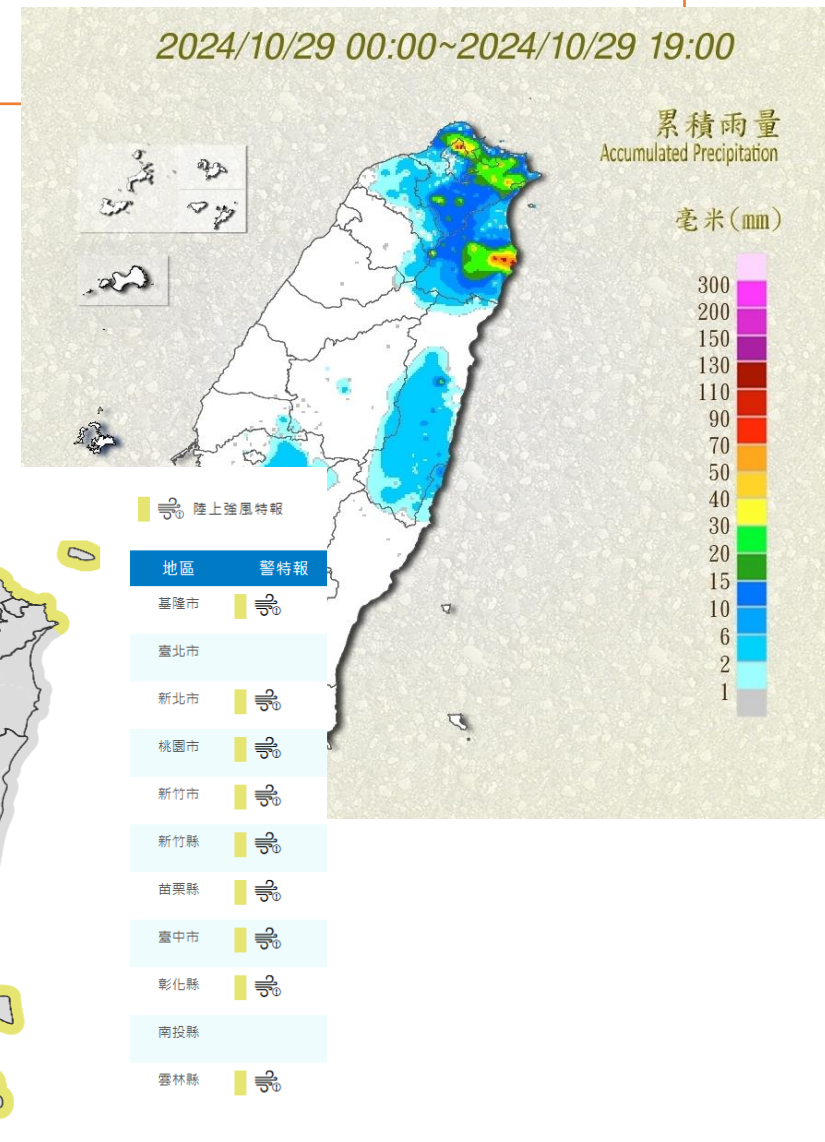 2024/10/29 00:00~2024/10/29 19:00
累積雨量
Accumulated Precipitation
毫米(mm)
300
200
150
130
110
90
70
50
40
30
20
15
10
6
2
1
陸上強風特報
地區 警特報
基隆市
臺北市
新北市
桃園市
新竹市
新竹縣
苗栗縣
臺中市
彰化縣
南投縣
雲林縣